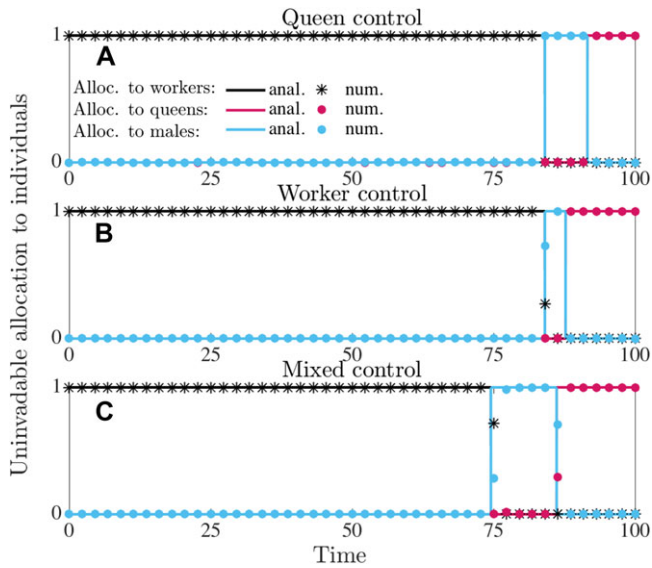 Queen control
1
A
Alloc. to workers: anal. num.
Alloc. to queens: anal. num.
Alloc. to males: anal. num.
0
0 25 50 75 100
Worker control
1
B
0
0 25 50 75 100
Mixed control
1
C
0
0 25 50 75 100
Time
Uninvadable allocation to individuals